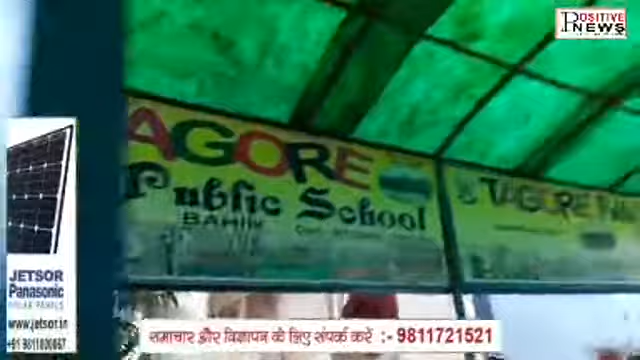 POSITIVE
NEWS
AGORE
Public School
BAHIN
TAGORE
JETSOR
Panasonic
SOLAR PANELS
www.jetsor.in
समाचार और विज्ञापन के लिए संपर्क करें :- 9811721521